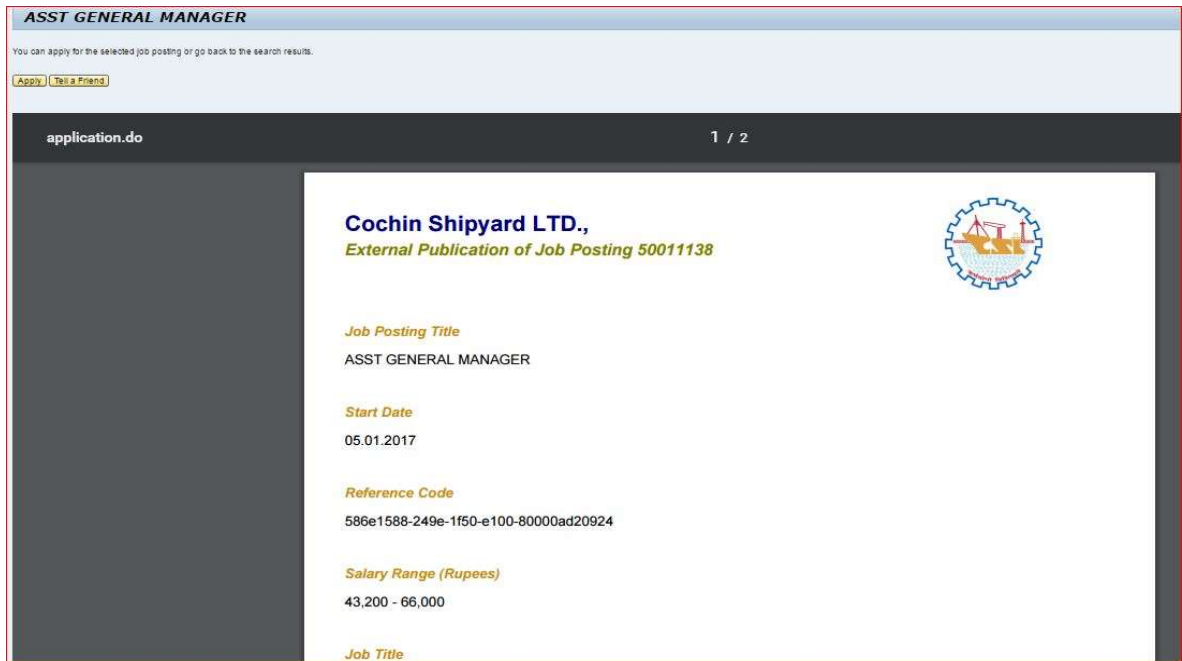 ASST GENERAL MANAGER
You can apply for the selected job posting or go back to the search results.
Apply Tell a Friend
application.do 1 / 2
Cochin Shipyard LTD.,
External Publication of Job Posting 50011138
CSL
Job Posting Title
ASST GENERAL MANAGER
Start Date
05.01.2017
Reference Code
586e1588-249e-1f50-e100-80000ad20924
Salary Range (Rupees)
43,200 - 66,000
Job Title